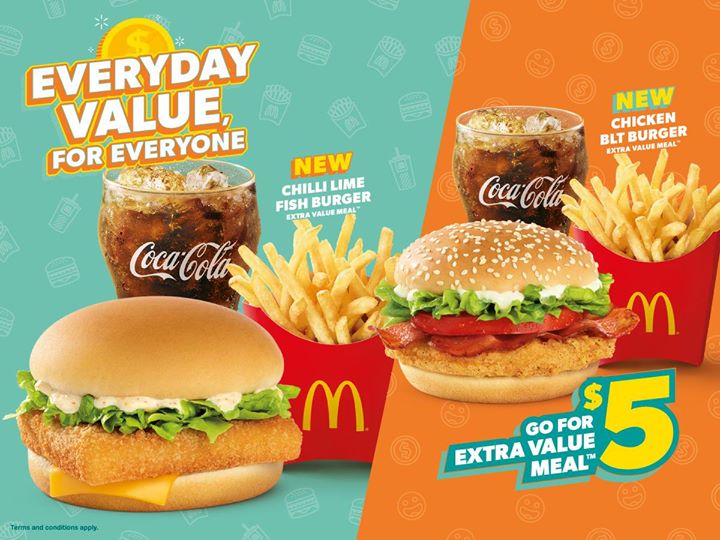 EVERYDAY
VALUE,
FOR EVERYONE
NEW
CHILLI LIME
FISH BURGER
EXTRA VALUE MEAL™
Coca-Cola
M
NEW
CHICKEN
BLT BURGER
EXTRA VALUE MEAL™
Coca-Cola
M
GO FOR
EXTRA VALUE
MEAL™
$5
Terms and conditions apply.